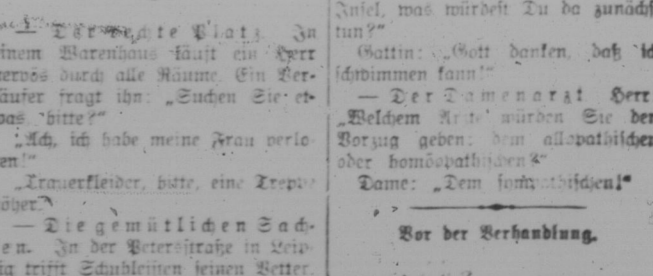 — Der rechte Platz. In
einem Warenhaus läuft ein Herr
nervös durch alle Räume. Ein Ver-
käufer fragt ihn: „Suchen Sie et-
was, bitte?"
„Ach, ich habe meine Frau verlo-
en!"
„Trauerkleider, bitte, eine Treppe
höher."
— Die gemütlichen Sach-
en. In der Petersstraße in Leip-
trifft seinen Vetter.
Insel, was würdest Du da zunächst
tun?"
Gattin: „Gott danken, daß ich
schwimmen kann!"
— Der Damenarzt. Herr
„Welchem Arzte würden Sie den
Vorzug geben: dem allopathischen
oder homöopathischen?"
Dame: „Dem sympathischen!"
Vor der Verhandlung.